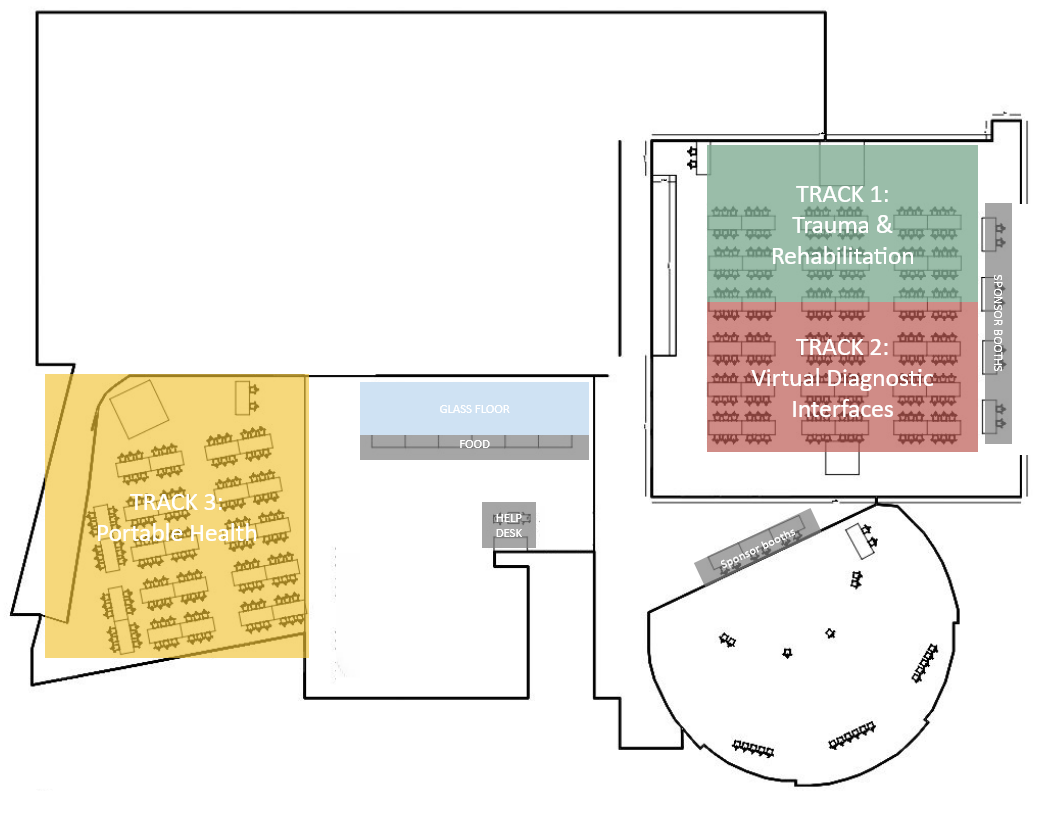 TRACK 1:
Trauma &
Rehabilitation
SPONSOR BOOTHS
TRACK 2:
Virtual Diagnostic
Interfaces
GLASS FLOOR
FOOD
TRACK 3:
Portable Health
HELP
DESK
Sponsor booths